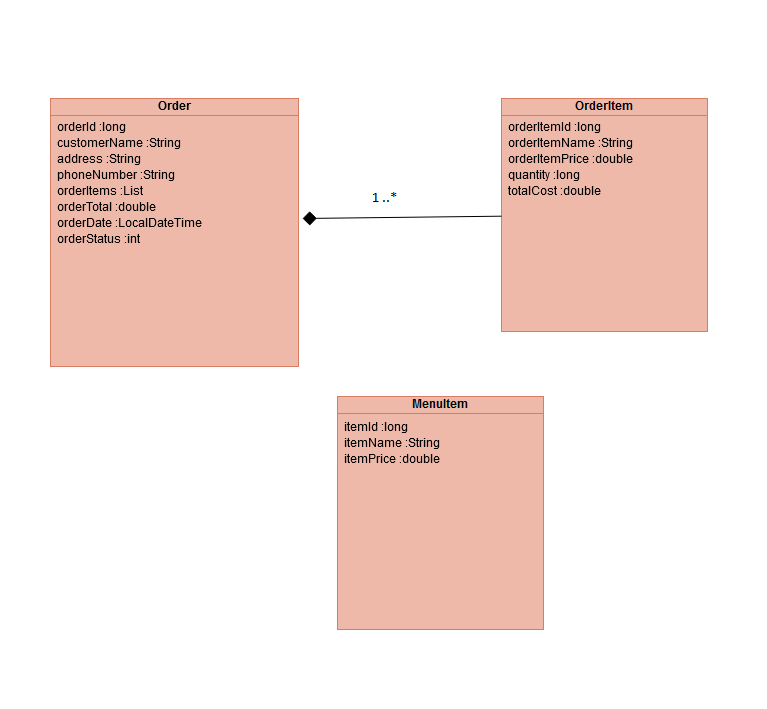 Order
orderId :long
customerName :String
address :String
phoneNumber :String
orderItems :List
orderTotal :double
orderDate :LocalDateTime
orderStatus :int
1 ..*
OrderItem
orderItemId :long
orderItemName :String
orderItemPrice :double
quantity :long
totalCost :double
MenuItem
itemId :long
itemName :String
itemPrice :double